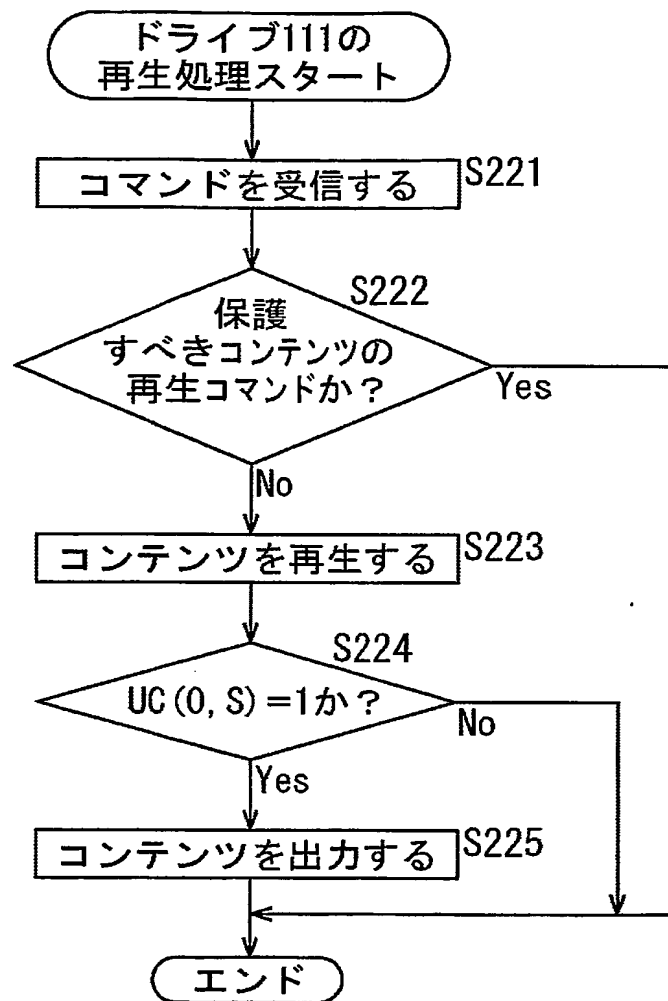 ドライブ111の
再生処理スタート
コマンドを受信する
S221
S222
保護
すべきコンテンツの
再生コマンドか?
Yes
No
コンテンツを再生する
S223
S224
UC(0,S)=1か?
No
Yes
コンテンツを出力する
S225
エンド